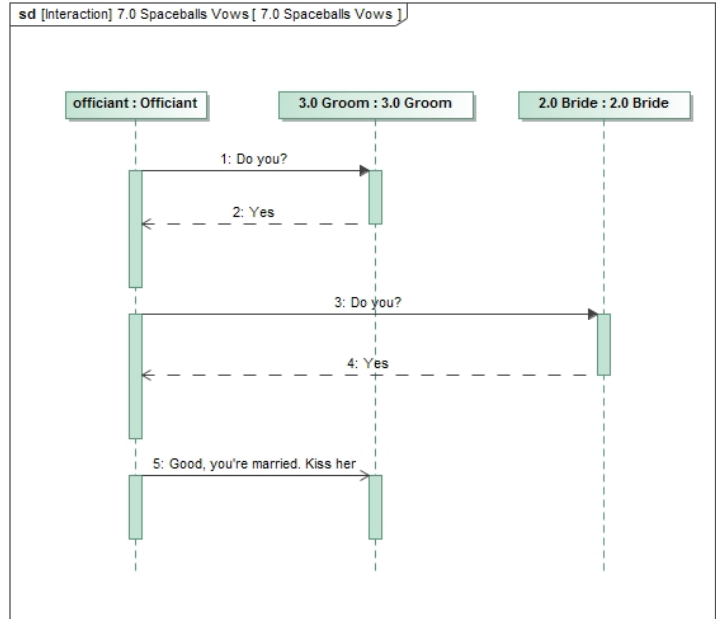 sd [Interaction] 7.0 Spaceballs Vows [ 7.0 Spaceballs Vows ]
officiant : Officiant
3.0 Groom : 3.0 Groom
2.0 Bride : 2.0 Bride
1: Do you?
2: Yes
3: Do you?
4: Yes
5: Good, you're married. Kiss her